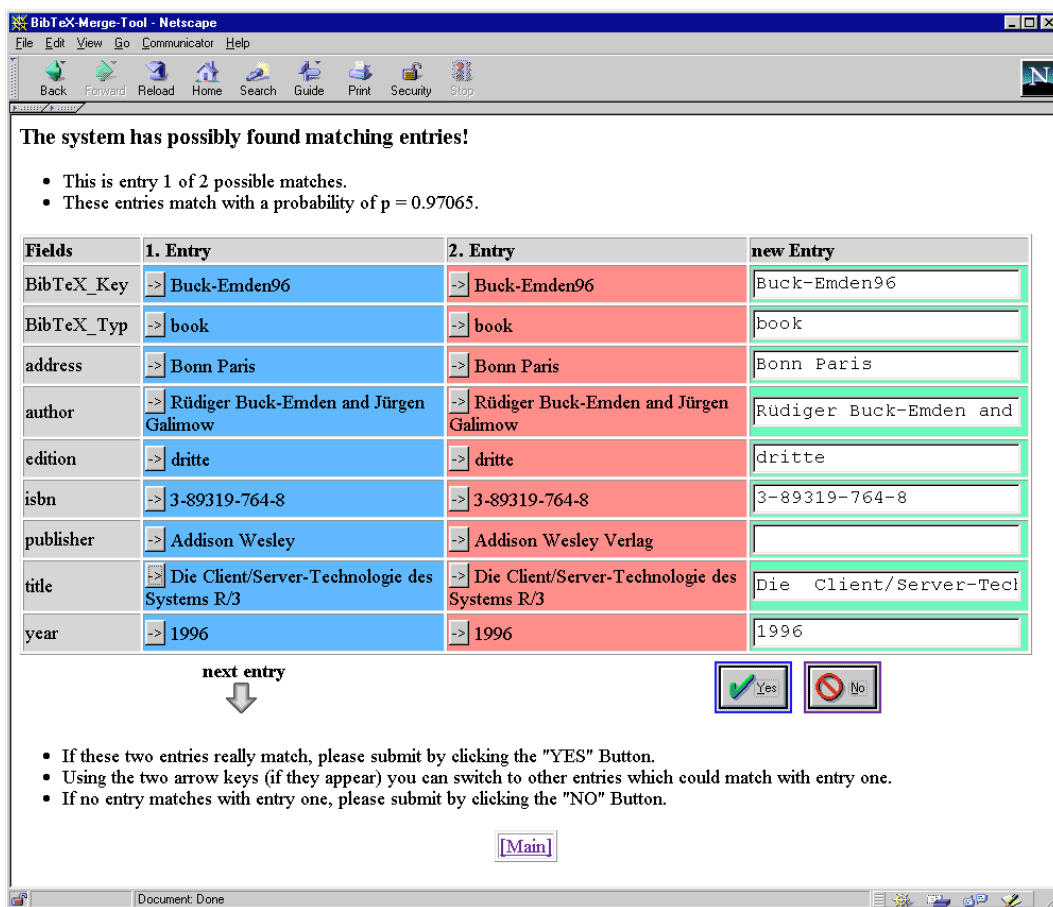 BibTeX-Merge-Tool - Netscape
File Edit View Go Communicator Help
Back Forward Reload Home Search Guide Print Security Stop
N
The system has possibly found matching entries!
This is entry 1 of 2 possible matches.
These entries match with a probability of p = 0.97065.
Fields 1. Entry 2. Entry new Entry
BibTeX_Key -> Buck-Emden96 -> Buck-Emden96 Buck-Emden96
BibTeX_Typ -> book -> book book
address -> Bonn Paris -> Bonn Paris Bonn Paris
author -> Rüdiger Buck-Emden and Jürgen Galimow -> Rüdiger Buck-Emden and Jürgen Galimow Rüdiger Buck-Emden and
edition -> dritte -> dritte dritte
isbn -> 3-89319-764-8 -> 3-89319-764-8 3-89319-764-8
publisher -> Addison Wesley -> Addison Wesley Verlag
title -> Die Client/Server-Technologie des Systems R/3 -> Die Client/Server-Technologie des Systems R/3 Die Client/Server-Tech
year -> 1996 -> 1996 1996
next entry
Yes No
If these two entries really match, please submit by clicking the "YES" Button.
Using the two arrow keys (if they appear) you can switch to other entries which could match with entry one.
If no entry matches with entry one, please submit by clicking the "NO" Button.
[Main]
Document: Done